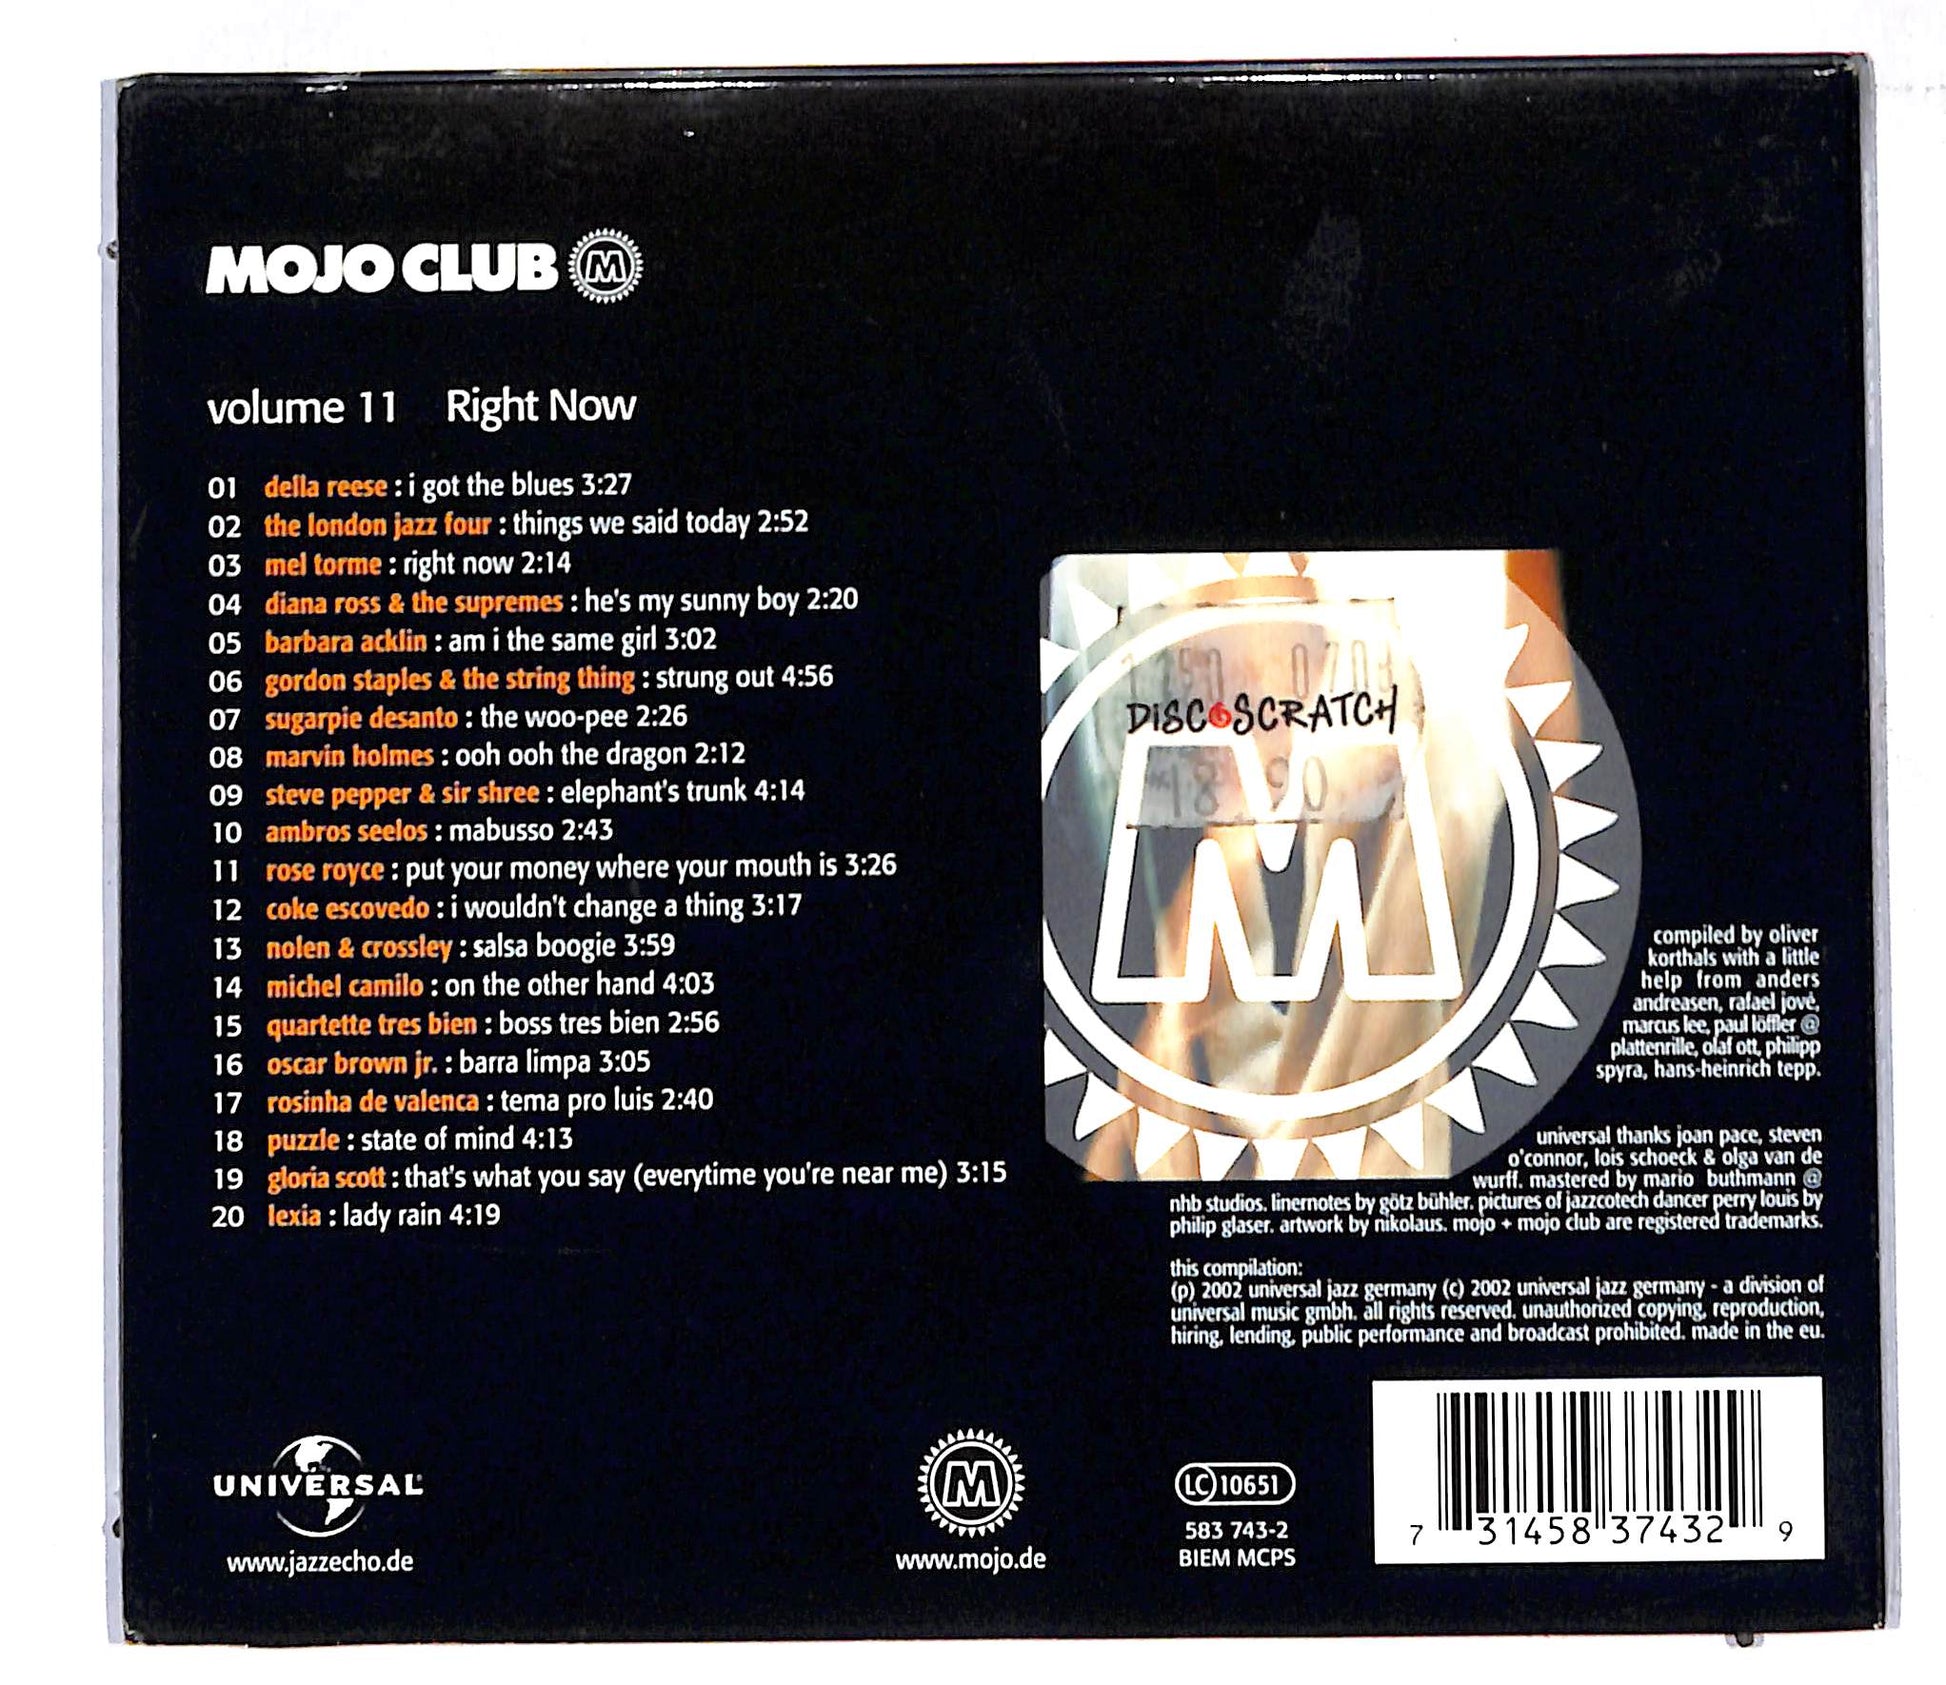 MOJO CLUB M
volume 11 Right Now
01 della reese : i got the blues 3:27
02 the london jazz four : things we said today 2:52
03 mel torme : right now 2:14
04 diana ross & the supremes : he's my sunny boy 2:20
05 barbara acklin : am i the same girl 3:02
06 gordon staples & the string thing : strung out 4:56
07 sugarpie desanto : the woo-pee 2:26
08 marvin holmes : ooh ooh the dragon 2:12
09 steve pepper & sir shree : elephant's trunk 4:14
10 ambros seelos : mabusso 2:43
11 rose royce : put your money where your mouth is 3:26
12 coke escovedo : i wouldn't change a thing 3:17
13 nolen & crossley : salsa boogie 3:59
14 michel camilo : on the other hand 4:03
15 quartette tres bien : boss tres bien 2:56
16 oscar brown jr. : barra limpa 3:05
17 rosinha de valenca : tema pro luis 2:40
18 puzzle : state of mind 4:13
19 gloria scott : that's what you say (everytime you're near me) 3:15
20 lexia : lady rain 4:19
DISCOSCRATCH
18 90
M
compiled by oliver
korthals with a little
help from anders
andreasen, rafael jové,
marcus lee, paul löffler @
plattenrille, olaf ott, philipp
spyra, hans-heinrich tepp.
universal thanks joan pace, steven
o'connor, lois schoeck & olga van de
wurff. mastered by mario buthmann @
nhb studios. linernotes by götz bühler. pictures of jazzcotech dancer perry louis by
philip glaser. artwork by nikolaus. mojo + mojo club are registered trademarks.
this compilation:
(p) 2002 universal jazz germany (c) 2002 universal jazz germany - a division of
universal music gmbh. all rights reserved. unauthorized copying, reproduction,
hiring, lending, public performance and broadcast prohibited. made in the eu.
UNIVERSAL
www.jazzecho.de
M
www.mojo.de
LC 10651
583 743-2
BIEM MCPS
7 31458 37432 9